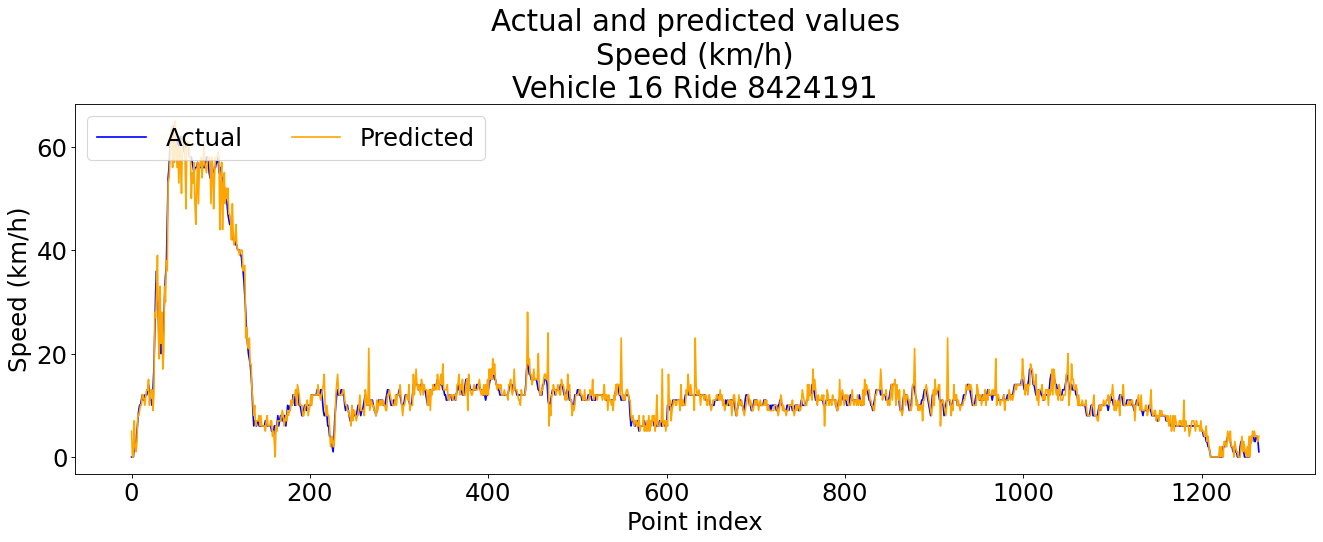 Actual and predicted values
Speed (km/h)
Vehicle 16 Ride 8424191
Actual
Predicted
Speed (km/h)
60
40
20
0
0
200
400
600
800
1000
1200
Point index